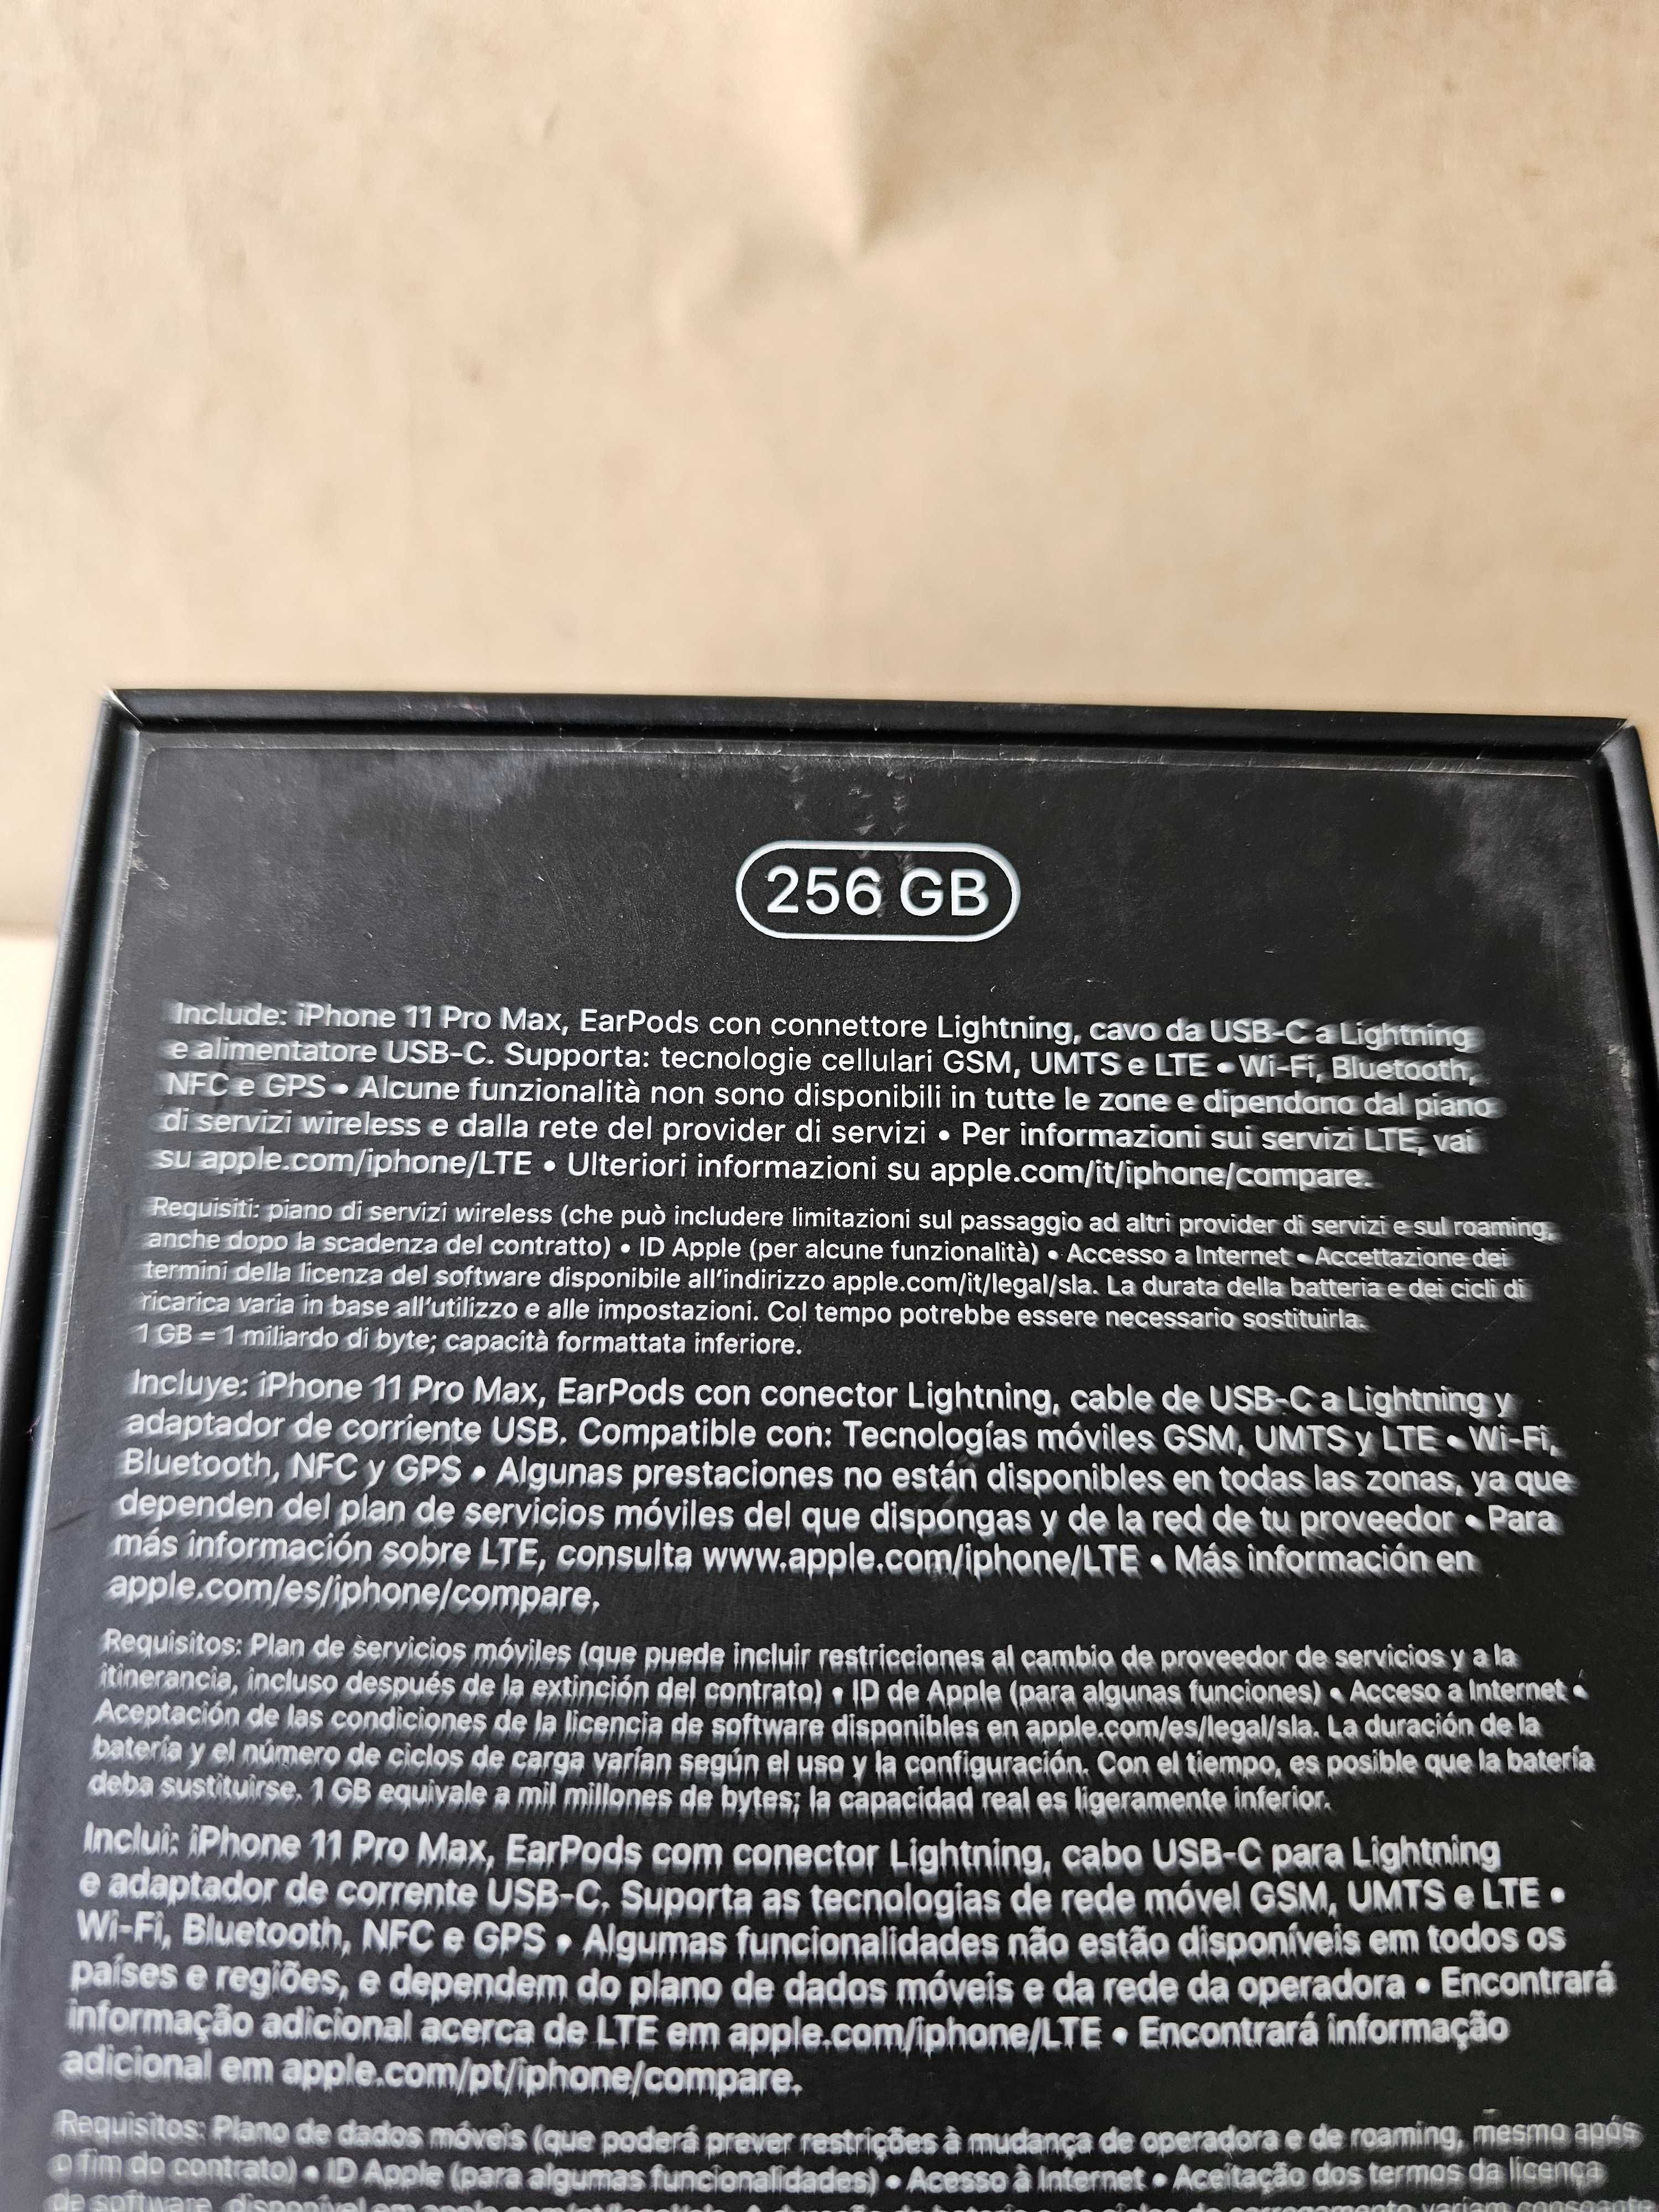 256 GB
Include: iPhone 11 Pro Max, EarPods con connettore Lightning, cavo da USB-C a Lightning
e alimentatore USB-C. Supporta: tecnologie cellulari GSM, UMTS e LTE • Wi-Fi, Bluetooth,
NFC e GPS • Alcune funzionalità non sono disponibili in tutte le zone e dipendono dal piano
di servizi wireless e dalla rete del provider di servizi • Per informazioni sui servizi LTE, vai
su apple.com/iphone/LTE • Ulteriori informazioni su apple.com/it/iphone/compare.
Requisiti: piano di servizi wireless (che può includere limitazioni sul passaggio ad altri provider di servizi e sul roaming,
anche dopo la scadenza del contratto) • ID Apple (per alcune funzionalità) • Accesso a Internet • Accettazione dei
termini della licenza del software disponibile all'indirizzo apple.com/it/legal/sla. La durata della batteria e dei cicli di
ricarica varia in base all'utilizzo e alle impostazioni. Col tempo potrebbe essere necessario sostituirla.
1 GB = 1 miliardo di byte; capacità formattata inferiore.
Incluye: iPhone 11 Pro Max, EarPods con conector Lightning, cable de USB-C a Lightning y
adaptador de corriente USB. Compatible con: Tecnologías móviles GSM, UMTS y LTE • Wi-Fi,
Bluetooth, NFC y GPS • Algunas prestaciones no están disponibles en todas las zonas, ya que
dependen del plan de servicios móviles del que dispongas y de la red de tu proveedor • Para
más información sobre LTE, consulta www.apple.com/iphone/LTE • Más información en
apple.com/es/iphone/compare.
Requisitos: Plan de servicios móviles (que puede incluir restricciones al cambio de proveedor de servicios y a la
itinerancia, incluso después de la extinción del contrato) • ID de Apple (para algunas funciones) • Acceso a Internet •
Aceptación de las condiciones de la licencia de software disponibles en apple.com/es/legal/sla. La duración de la
batería y el número de ciclos de carga varían según el uso y la configuración. Con el tiempo, es posible que la batería
deba sustituirse. 1 GB equivale a mil millones de bytes; la capacidad real es ligeramente inferior.
Inclui: iPhone 11 Pro Max, EarPods com conector Lightning, cabo USB-C para Lightning
e adaptador de corrente USB-C. Suporta as tecnologias de rede móvel GSM, UMTS e LTE •
Wi-Fi, Bluetooth, NFC e GPS • Algumas funcionalidades não estão disponíveis em todos os
países e regiões, e dependem do plano de dados móveis e da rede da operadora • Encontrará
informação adicional acerca de LTE em apple.com/iphone/LTE • Encontrará informação
adicional em apple.com/pt/iphone/compare.
Requisitos: Plano de dados móveis (que poderá prever restrições à mudança de operadora e de roaming, mesmo após
o fim do contrato) • ID Apple (para algumas funcionalidades) • Acesso à Internet • Aceitação dos termos da licença
de software, disponível em